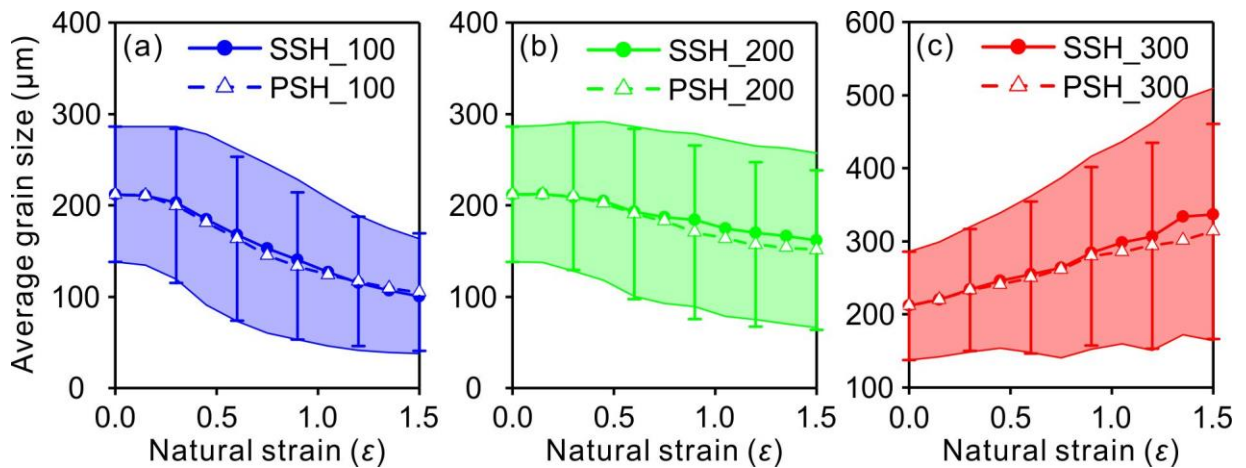 Average grain size (μm)
400
300
200
100
0
(a)
SSH_100
PSH_100
0.0 0.5 1.0 1.5
Natural strain (ε)
400
300
200
100
0
(b)
SSH_200
PSH_200
0.0 0.5 1.0 1.5
Natural strain (ε)
600
500
400
300
200
100
(c)
SSH_300
PSH_300
0.0 0.5 1.0 1.5
Natural strain (ε)